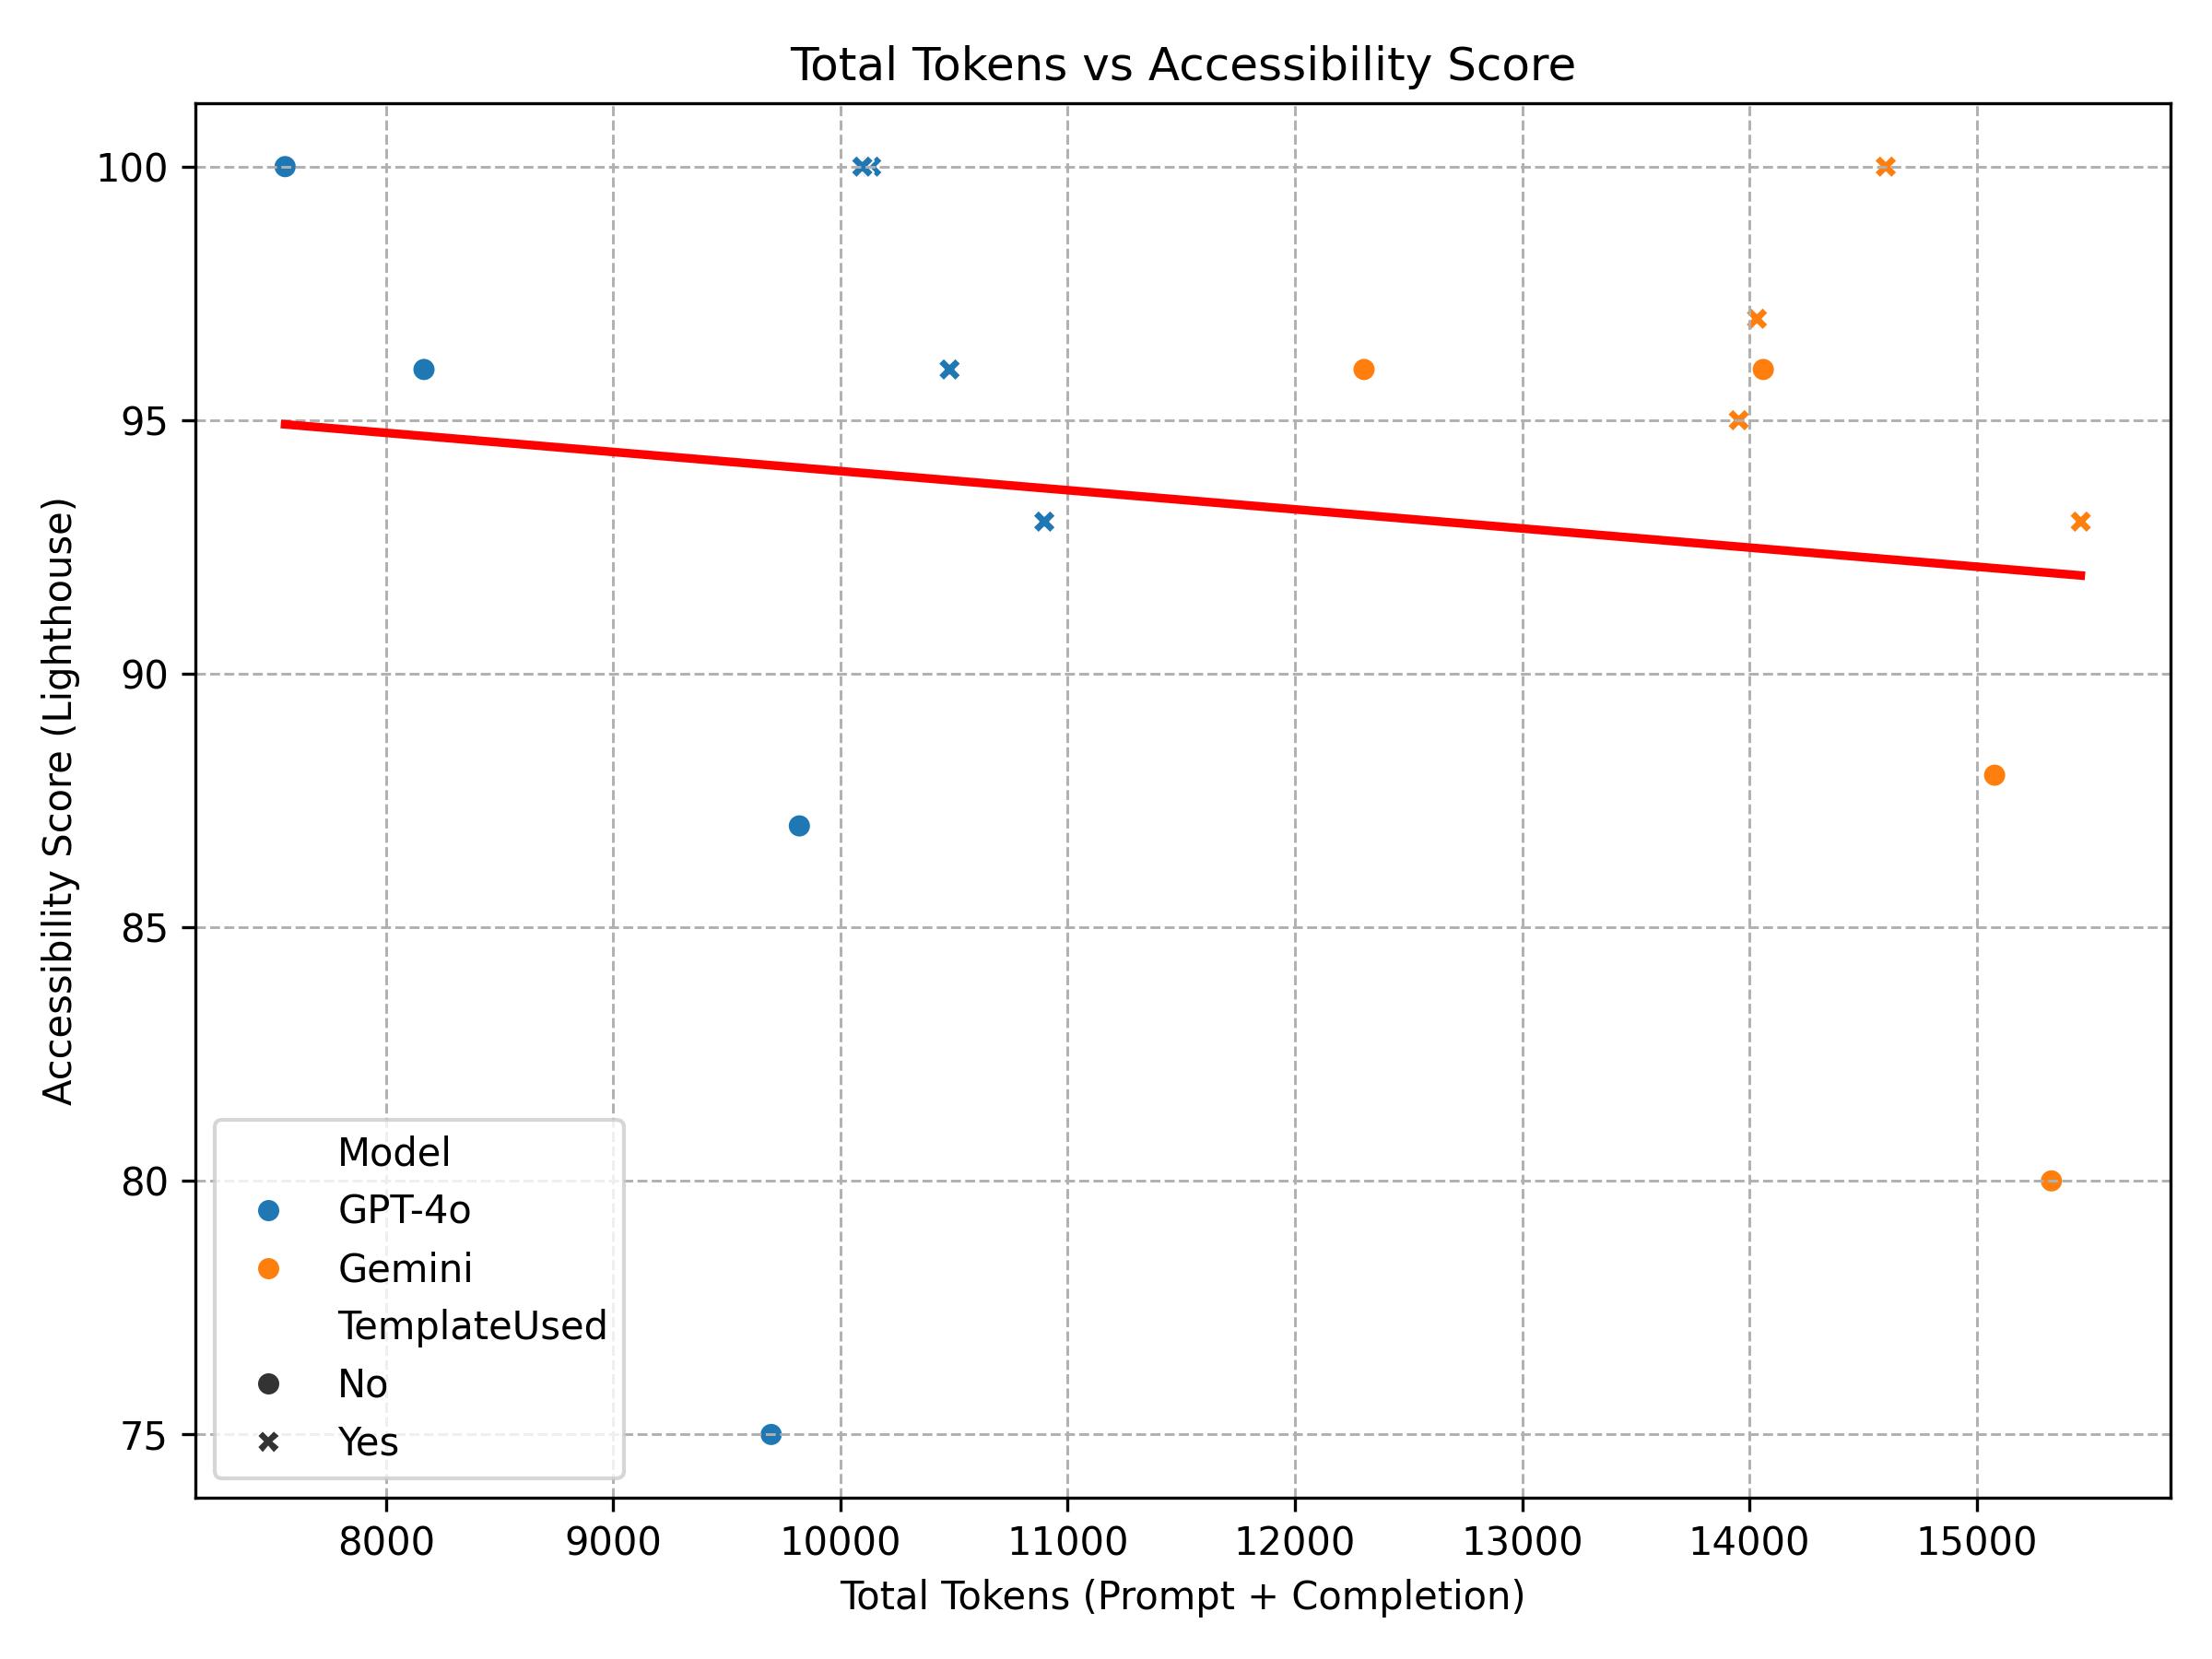 Total Tokens vs Accessibility Score
Accessibility Score (Lighthouse)
100
95
90
85
80
75
Model
GPT-4o
Gemini
TemplateUsed
No
Yes
8000 9000 10000 11000 12000 13000 14000 15000
Total Tokens (Prompt + Completion)